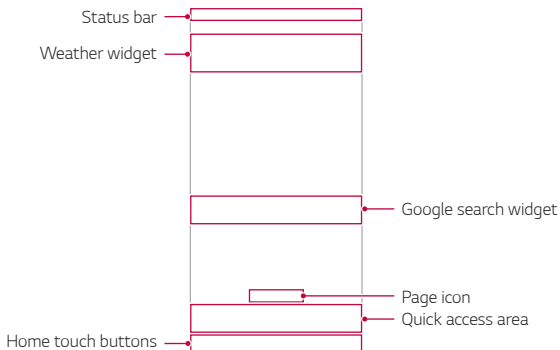 Status bar
Weather widget
Google search widget
Page icon
Quick access area
Home touch buttons